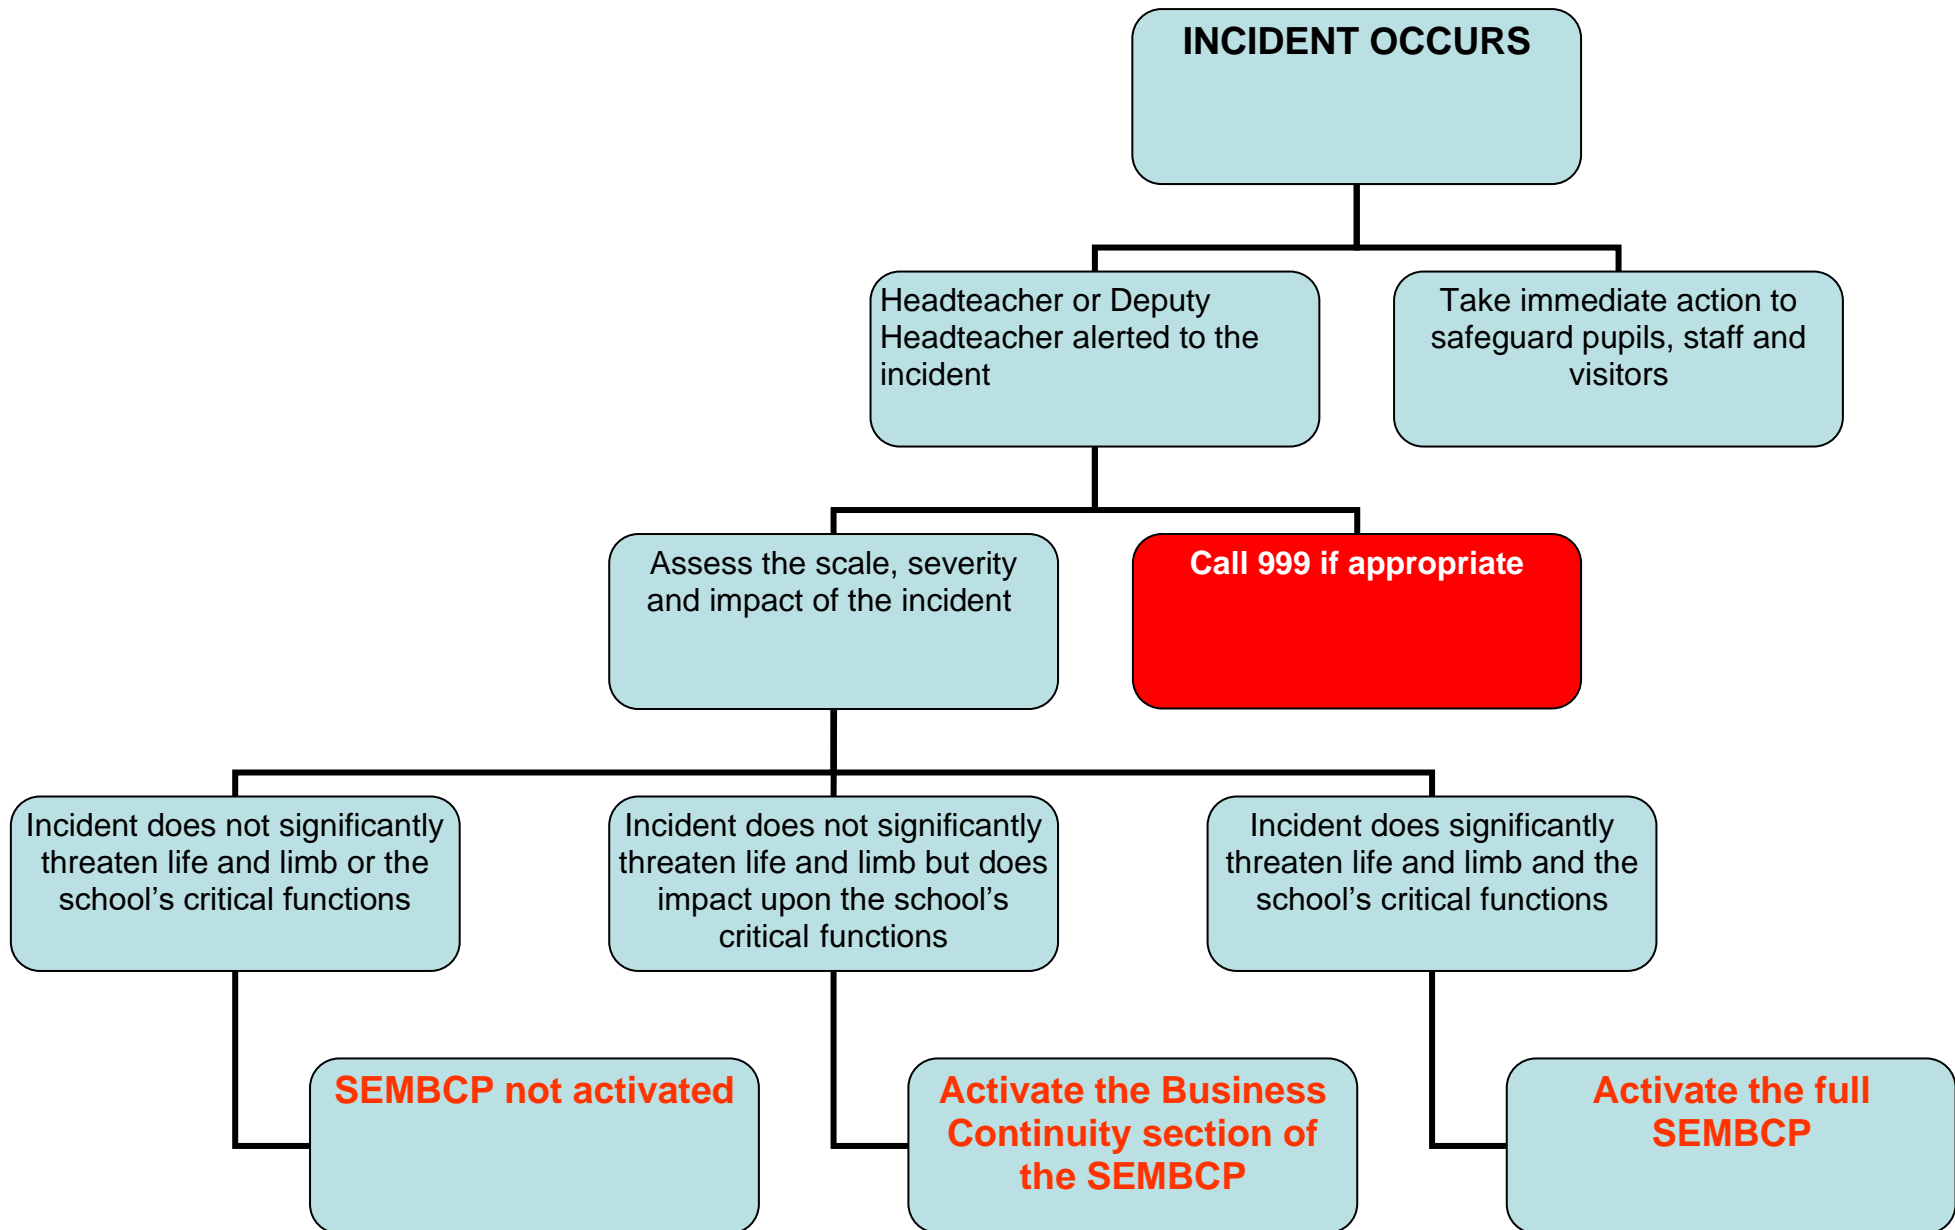 INCIDENT OCCURS
Headteacher or Deputy
Headteacher alerted to the
incident
Take immediate action to
safeguard pupils, staff and
visitors
Assess the scale, severity
and impact of the incident
Call 999 if appropriate
Incident does not significantly
threaten life and limb or the
school’s critical functions
Incident does not significantly
threaten life and limb but does
impact upon the school’s
critical functions
Incident does significantly
threaten life and limb and the
school’s critical functions
SEMBCP not activated
Activate the Business
Continuity section of
the SEMBCP
Activate the full
SEMBCP